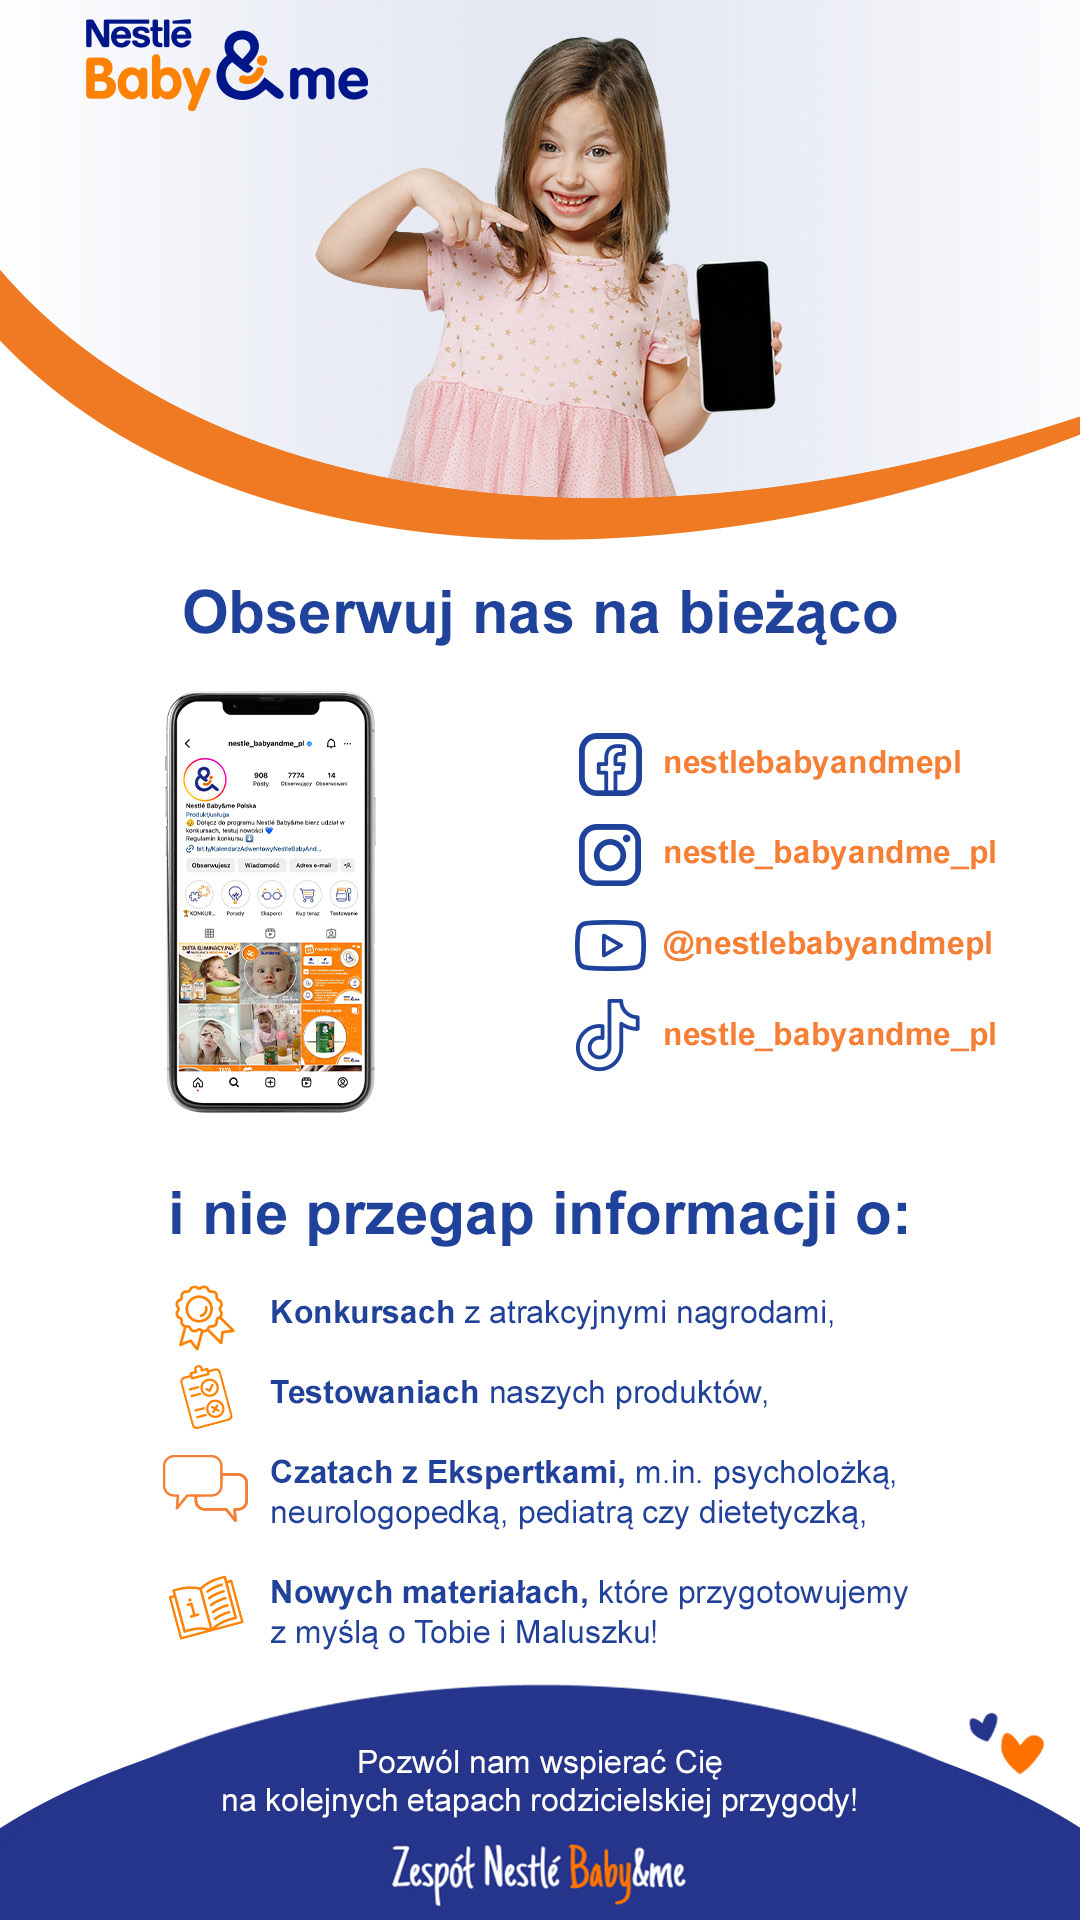 Nestlé
Baby&me
Obserwuj nas na bieżąco
nestle_babyandme_pl
908 7774 14
Posty Obserwujący Obserwowani
Nestlé Baby&me Polska
Produkt/usługa
Dołącz do programu Nestlé Baby&me bierz udział w
konkursach, testuj nowości
Regulamin konkursu
bit.ly/KalendarzAdwentowyNestleBabyAnd...
Obserwujesz Wiadomość Adres e-mail
KONKUR... Porady Eksperci Kup teraz Testowanie
DIETA ELIMINACYJNA
nestlebabyandmepl
nestle_babyandme_pl
@nestlebabyandmepl
nestle_babyandme_pl
i nie przegap informacji o:
Konkursach z atrakcyjnymi nagrodami,
Testowaniach naszych produktów,
Czatach z Ekspertkami, m.in. psycholożką,
neurologopedką, pediatrą czy dietetyczką,
Nowych materiałach, które przygotowujemy
z myślą o Tobie i Maluszku!
Pozwól nam wspierać Cię
na kolejnych etapach rodzicielskiej przygody!
Zespół Nestlé Baby&me